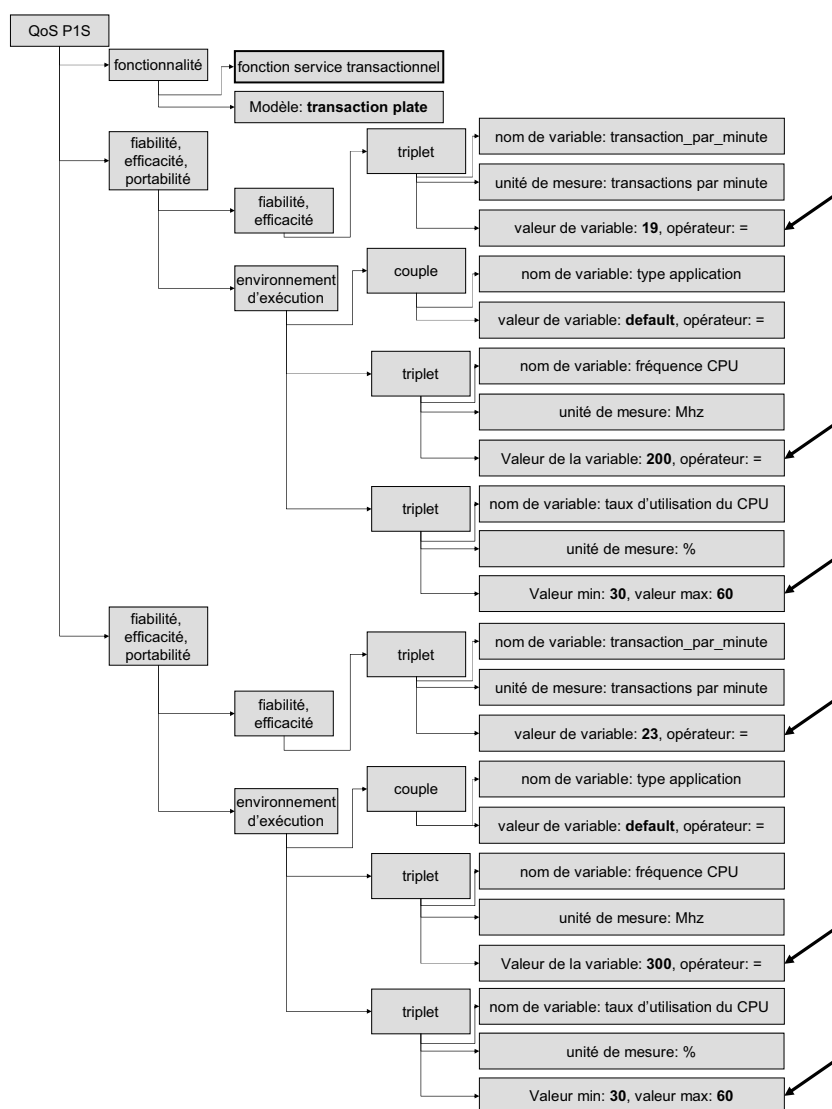 QoS P1S
fonctionnalité
fonction service transactionnel
Modèle: transaction plate
fiabilité,
efficacité,
portabilité
fiabilité,
efficacité
triplet
nom de variable: transaction_par_minute
unité de mesure: transactions par minute
valeur de variable: 19, opérateur: =
environnement
d'exécution
couple
nom de variable: type application
valeur de variable: default, opérateur: =
triplet
nom de variable: fréquence CPU
unité de mesure: Mhz
Valeur de la variable: 200, opérateur: =
triplet
nom de variable: taux d'utilisation du CPU
unité de mesure: %
Valeur min: 30, valeur max: 60
fiabilité,
efficacité,
portabilité
fiabilité,
efficacité
triplet
nom de variable: transaction_par_minute
unité de mesure: transactions par minute
valeur de variable: 23, opérateur: =
environnement
d'exécution
couple
nom de variable: type application
valeur de variable: default, opérateur: =
triplet
nom de variable: fréquence CPU
unité de mesure: Mhz
Valeur de la variable: 300, opérateur: =
triplet
nom de variable: taux d'utilisation du CPU
unité de mesure: %
Valeur min: 30, valeur max: 60